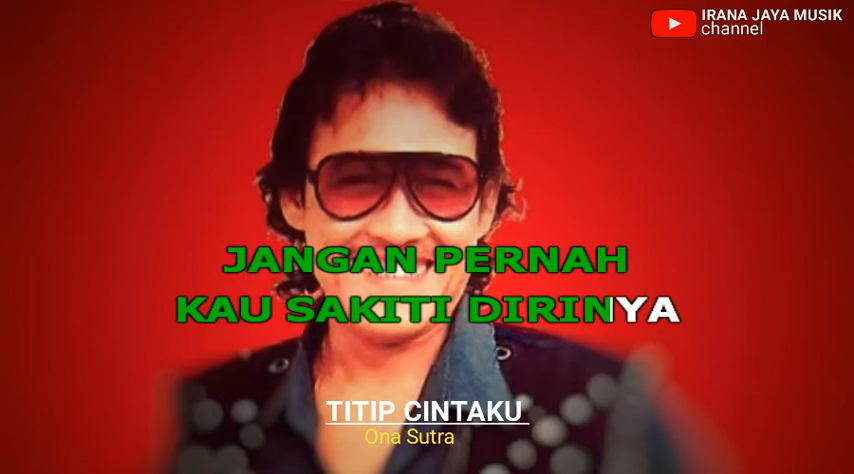 IRANA JAYA MUSIK
channel
JANGAN PERNAH
KAU SAKITI DIRINYA
TITIP CINTAKU
Ona Sutra